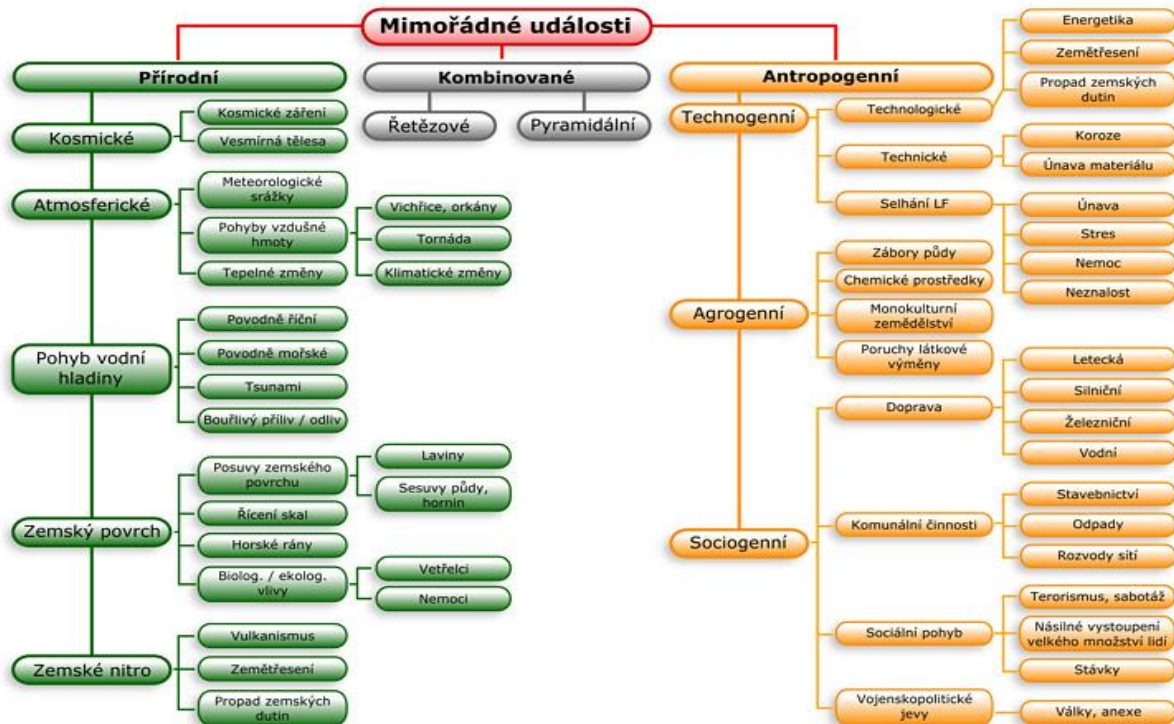 Mimořádné události
Přírodní
Kosmické
Kosmické záření
Vesmírná tělesa
Atmosferické
Meteorologické
srážky
Pohyby vzdušné
hmoty
Vichřice, orkány
Tornáda
Klimatické změny
Tepelné změny
Pohyb vodní
hladiny
Povodně říční
Povodně mořské
Tsunami
Bouřlivý příliv / odliv
Zemský povrch
Posuvy zemského
povrchu
Laviny
Sesuvy půdy,
hornin
Řícení skal
Horské rány
Biolog. / ekolog.
vlivy
Vetřelci
Nemoci
Zemské nitro
Vulkanismus
Zemětřesení
Propad zemských
dutin
Kombinované
Řetězové
Pyramidální
Antropogenní
Technogenní
Technologické
Energetika
Zemětřesení
Propad zemských
dutin
Technické
Koroze
Únava materiálu
Selhání LF
Únava
Stres
Nemoc
Neznalost
Agrogenní
Zábory půdy
Chemické prostředky
Monokulturní
zemědělství
Poruchy látkové
výměny
Sociogenní
Doprava
Letecká
Silniční
Železniční
Vodní
Komunální činnosti
Stavebnictví
Odpady
Rozvody sítí
Sociální pohyb
Terorismus, sabotáž
Násilné vystoupení
velkého množství lidí
Stávky
Vojenskopolitické
jevy
Války, anexe